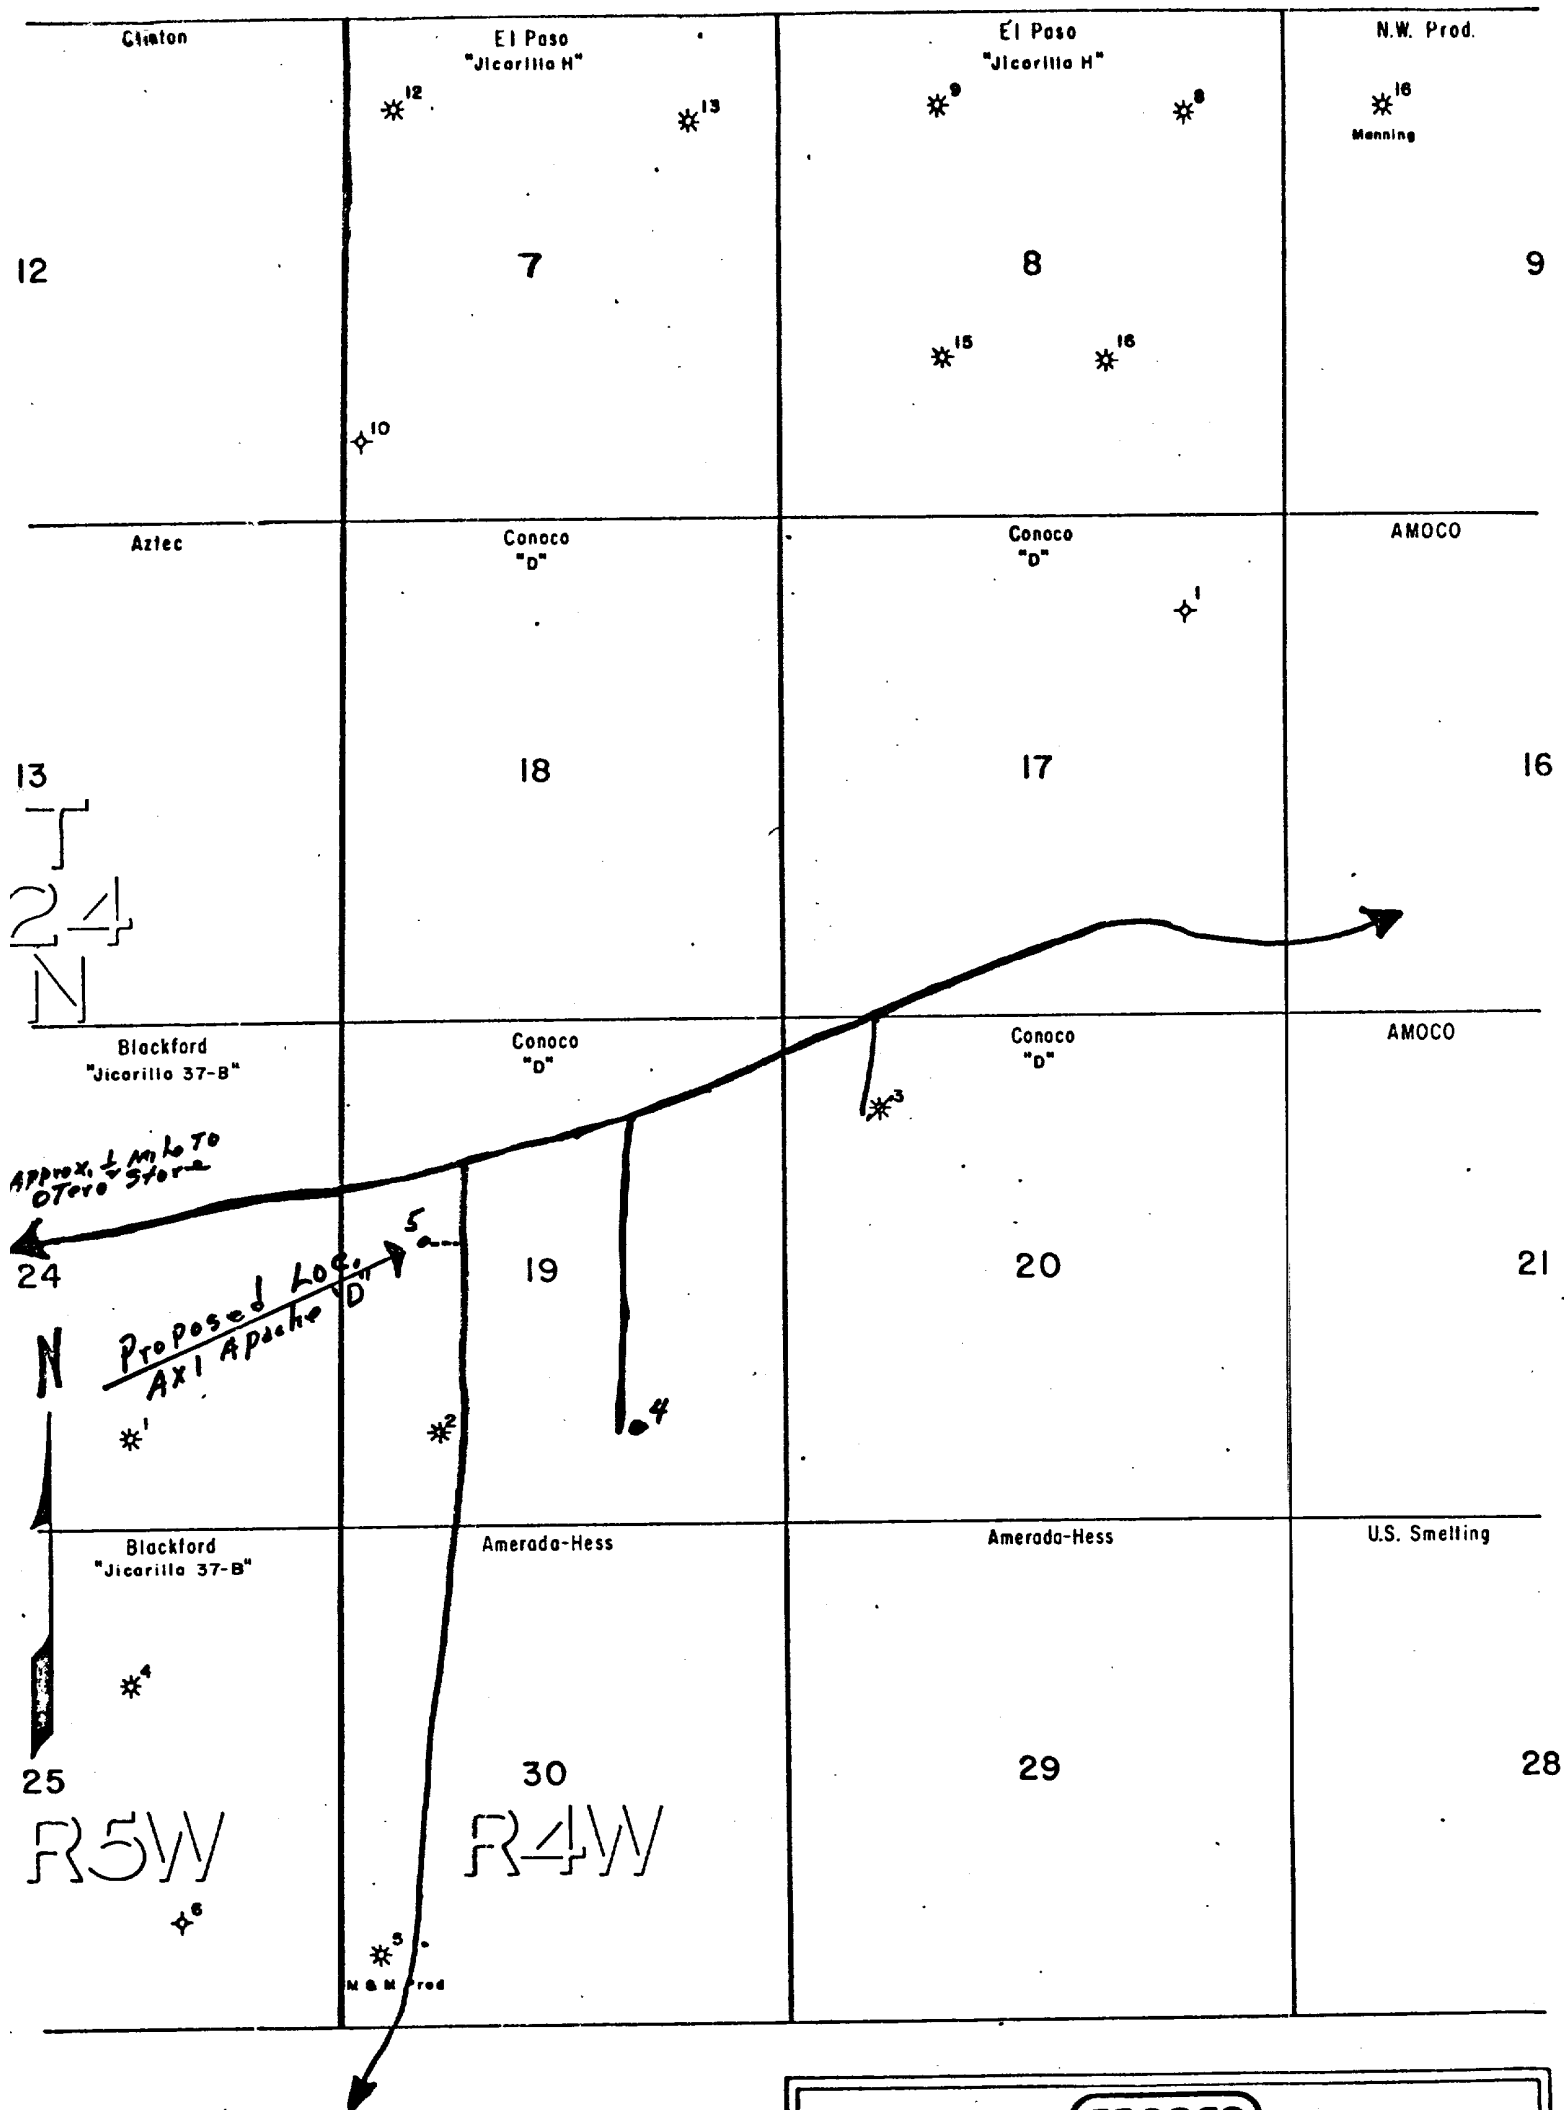 Clinton
El Paso
"Jicarilla H"
El Paso
"Jicarilla H"
N.W. Prod.
12
13
9
8
16
Manning
12
7
8
9
15
16
10
Aztec
Conoco
"D"
Conoco
"D"
AMOCO
1
13
18
17
16
T
24
N
Blackford
"Jicarilla 37-B"
Conoco
"D"
Conoco
"D"
AMOCO
3
Approx. 1/2 mile To
Otero Store
5
24
19
20
21
Proposed Loc.
AXI Apache "D"
N
1
2
4
Blackford
"Jicarilla 37-B"
Amerada-Hess
Amerada-Hess
U.S. Smelting
4
25
30
29
28
R5W
R4W
6
5
M & M Prod